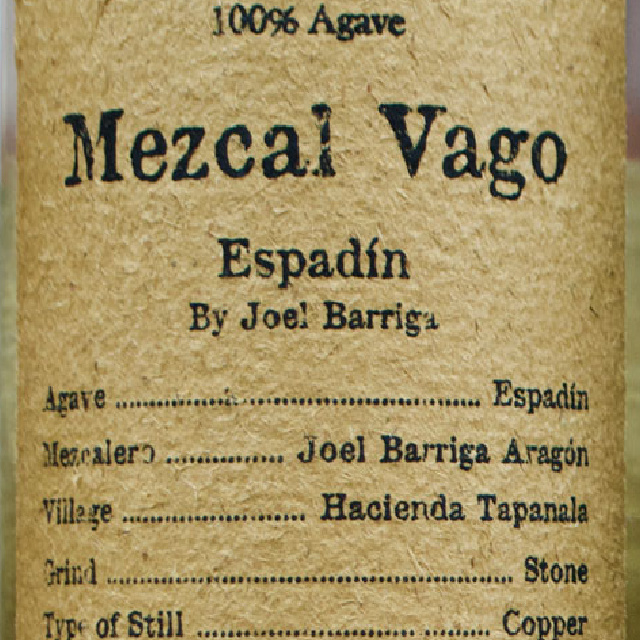 100% Agave
Mezcal Vago
Espadín
By Joel Barriga
Agave ........................................................ Espadín
Mezcalero .................. Joel Barriga Aragón
Village ............................ Hacienda Tapanala
Grind ............................................................... Stone
Type of Still ............................................. Copper